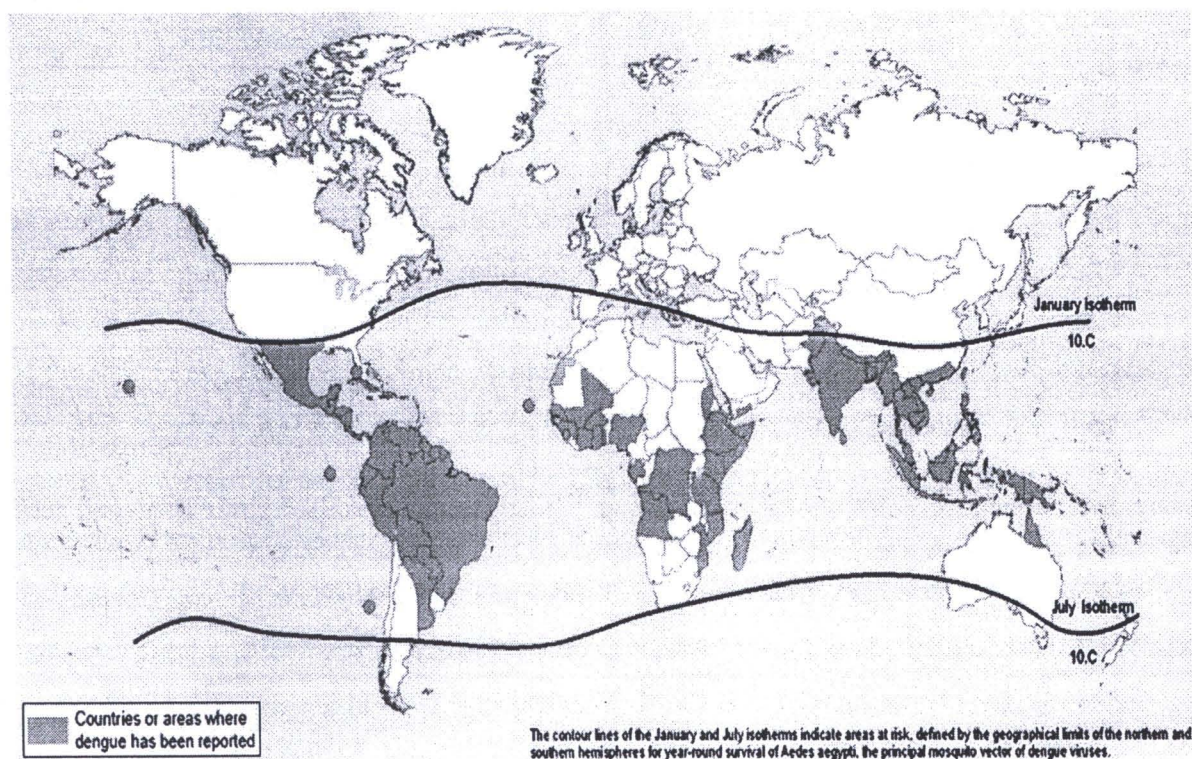 January Isotherm
10.C
July Isotherm
10.C
Countries or areas where
dengue has been reported
The contour lines of the January and July isotherms indicate areas at risk, defined by the geographical limits of the northern and
southern hemispheres for year-round survival of Aedes aegypti, the principal mosquito vector of dengue viruses.